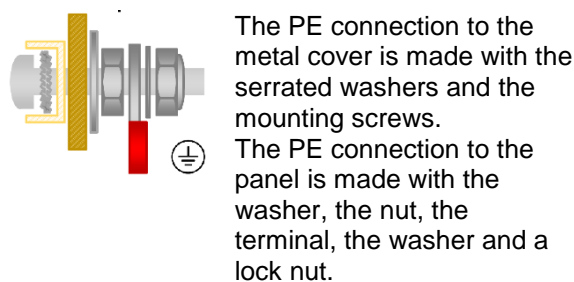 The PE connection to the
metal cover is made with the
serrated washers and the
mounting screws.
The PE connection to the
panel is made with the
washer, the nut, the
terminal, the washer and a
lock nut.